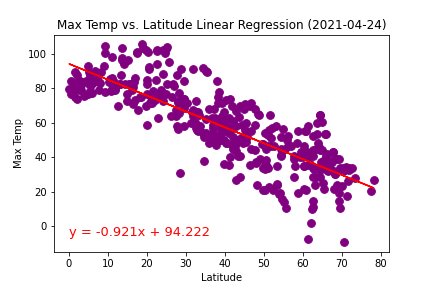 Max Temp vs. Latitude Linear Regression (2021-04-24)
100
80
60
40
20
0
Max Temp
y = -0.921x + 94.222
0 10 20 30 40 50 60 70 80
Latitude